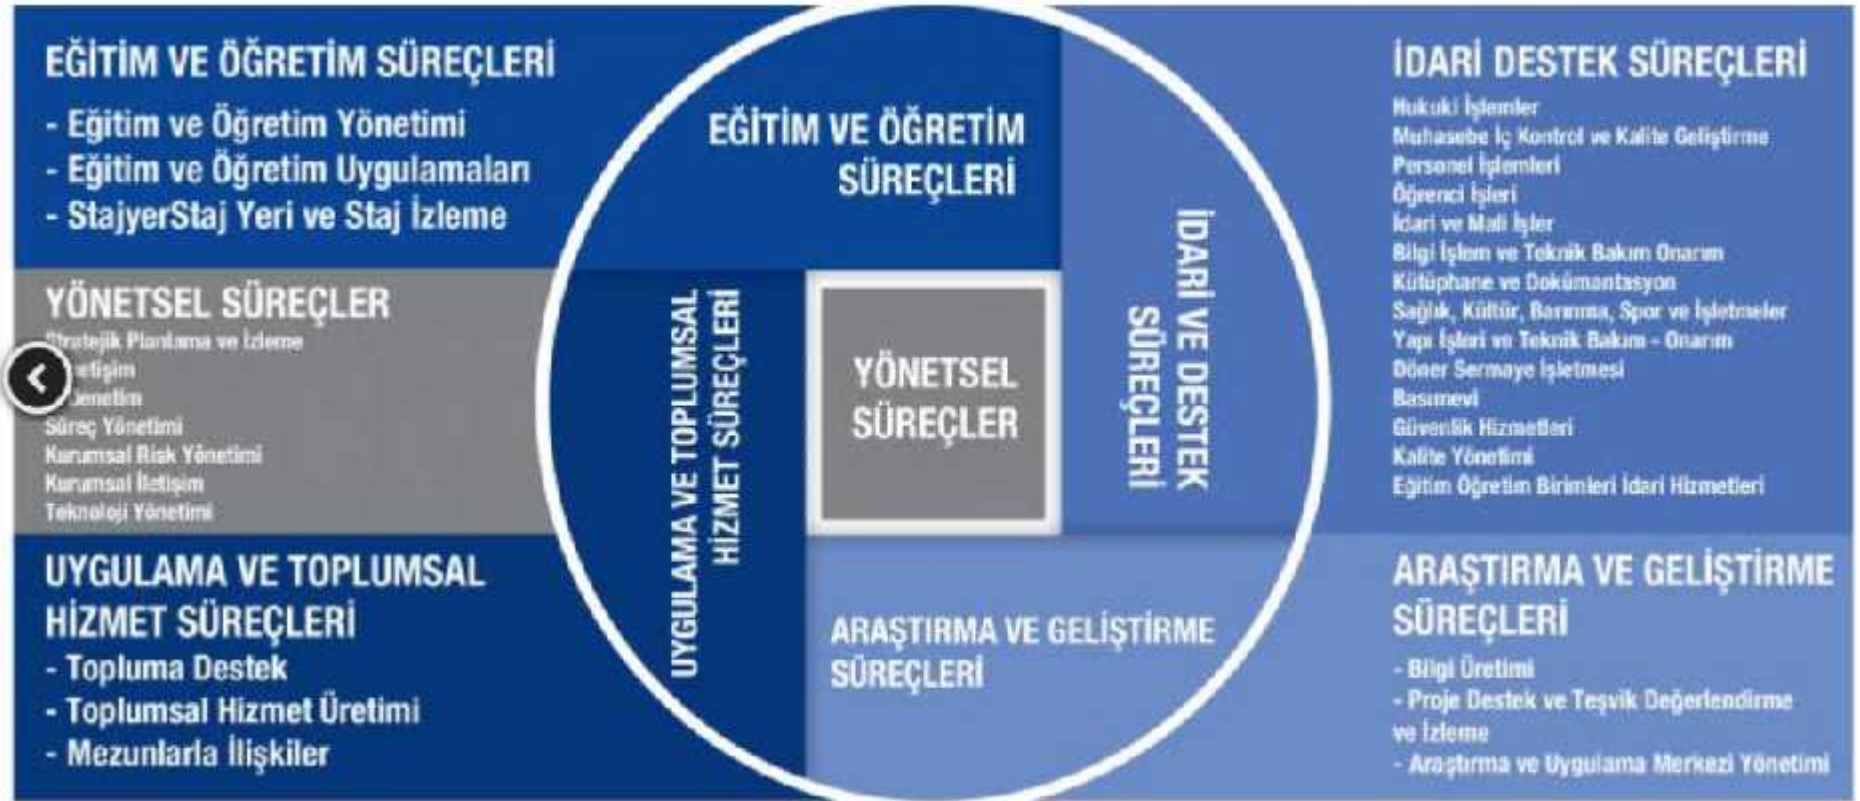 EĞİTİM VE ÖĞRETİM SÜREÇLERİ
- Eğitim ve Öğretim Yönetimi
- Eğitim ve Öğretim Uygulamaları
- StajyerStaj Yeri ve Staj İzleme
YÖNETSEL SÜREÇLER
Stratejik Planlama ve İzleme
Süreç Yönetimi
Kurumsal Risk Yönetimi
Kurumsal İletişim
Teknoloji Yönetimi
UYGULAMA VE TOPLUMSAL
HİZMET SÜREÇLERİ
- Topluma Destek
- Toplumsal Hizmet Üretimi
- Mezunlarla İlişkiler
EĞİTİM VE ÖĞRETİM
SÜREÇLERİ
UYGULAMA VE TOPLUMSAL
HİZMET SÜREÇLERİ
YÖNETSEL
SÜREÇLER
İDARİ VE DESTEK
SÜREÇLERİ
ARAŞTIRMA VE GELİŞTİRME
SÜREÇLERİ
İDARİ DESTEK SÜREÇLERİ
Hukuki İşlemler
Muhasebe İç Kontrol ve Kalite Geliştirme
Personel İşlemleri
Öğrenci İşleri
İdari ve Mali İşler
Bilgi İşlem ve Teknik Bakım Onarım
Kütüphane ve Dokümantasyon
Sağlık, Kültür, Barınma, Spor ve İşletmeler
Yapı İşleri ve Teknik Bakım - Onarım
Döner Sermaye İşletmesi
Basımevi
Güvenlik Hizmetleri
Kalite Yönetimi
Eğitim Öğretim Birimleri İdari Hizmetleri
ARAŞTIRMA VE GELİŞTİRME
SÜREÇLERİ
- Bilgi Üretimi
- Proje Destek ve Teşvik Değerlendirme
ve İzleme
- Araştırma ve Uygulama Merkezi Yönetimi